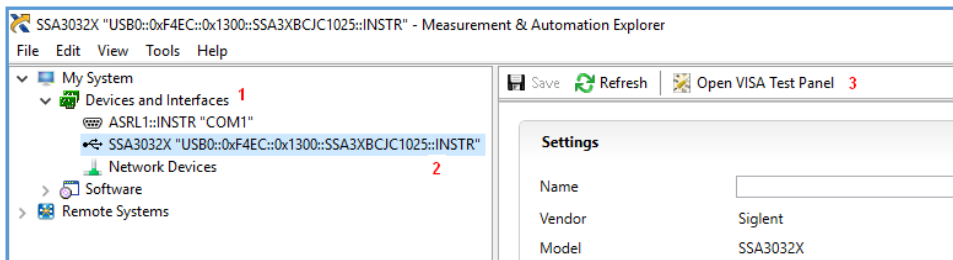 SSA3032X "USB0::0xF4EC::0x1300::SSA3XBCJC1025::INSTR" - Measurement & Automation Explorer
File Edit View Tools Help
My System
Devices and Interfaces 1
ASRL1::INSTR "COM1"
SSA3032X "USB0::0xF4EC::0x1300::SSA3XBCJC1025::INSTR"
Network Devices 2
Software
Remote Systems
Save Refresh Open VISA Test Panel 3
Settings
Name
Vendor Siglent
Model SSA3032X